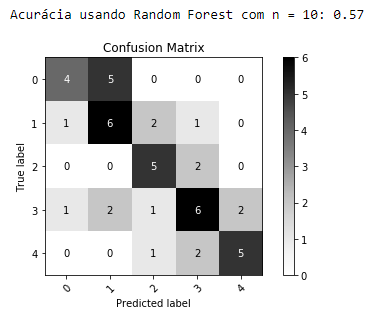 Acurácia usando Random Forest com n = 10: 0.57
Confusion Matrix
0 4 5 0 0 0
1 1 6 2 1 0
2 0 0 5 2 0
3 1 2 1 6 2
4 0 0 1 2 5
0 1 2 3 4
True label
Predicted label
6
5
4
3
2
1
0